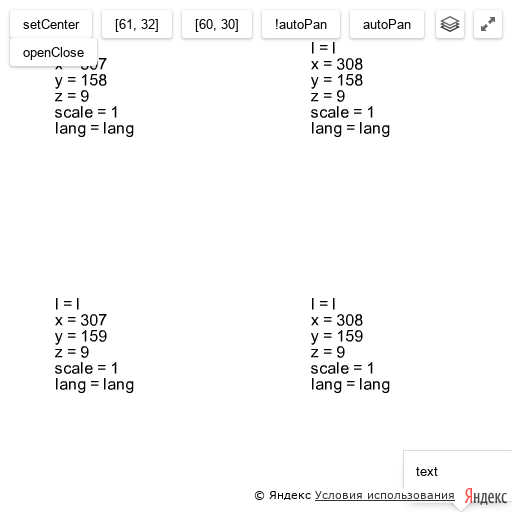 setCenter [61, 32] [60, 30] !autoPan autoPan
openClose
l = l
x = 307
y = 158
z = 9
scale = 1
lang = lang
l = l
x = 308
y = 158
z = 9
scale = 1
lang = lang
l = l
x = 307
y = 159
z = 9
scale = 1
lang = lang
l = l
x = 308
y = 159
z = 9
scale = 1
lang = lang
text
© Яндекс Условия использования Яндекс